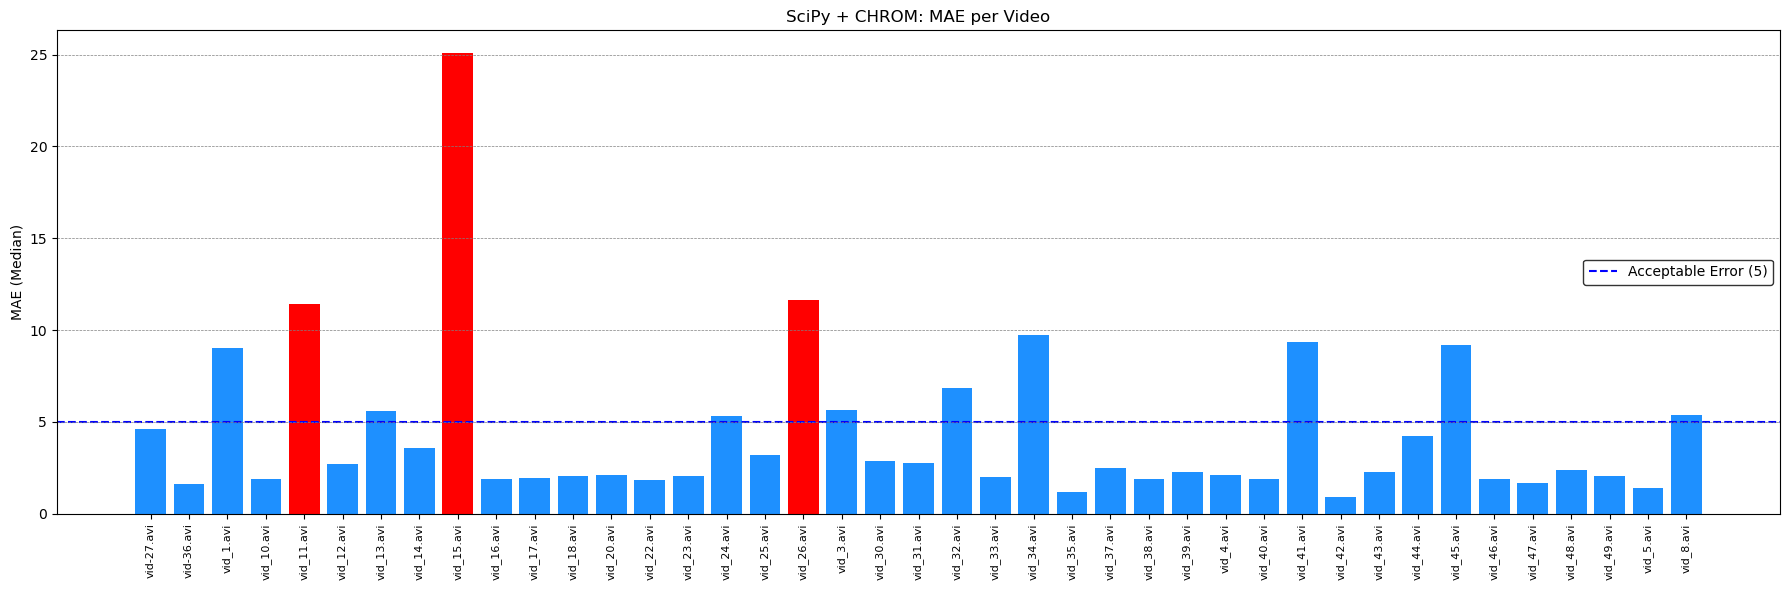 SciPy + CHROM: MAE per Video
MAE (Median)
25
20
15
10
5
0
Acceptable Error (5)
vid-27.avi
vid-36.avi
vid_1.avi
vid_10.avi
vid_11.avi
vid_12.avi
vid_13.avi
vid_14.avi
vid_15.avi
vid_16.avi
vid_17.avi
vid_18.avi
vid_20.avi
vid_22.avi
vid_23.avi
vid_24.avi
vid_25.avi
vid_26.avi
vid_3.avi
vid_30.avi
vid_31.avi
vid_32.avi
vid_33.avi
vid_34.avi
vid_35.avi
vid_37.avi
vid_38.avi
vid_39.avi
vid_4.avi
vid_40.avi
vid_41.avi
vid_42.avi
vid_43.avi
vid_44.avi
vid_45.avi
vid_46.avi
vid_47.avi
vid_48.avi
vid_49.avi
vid_5.avi
vid_8.avi